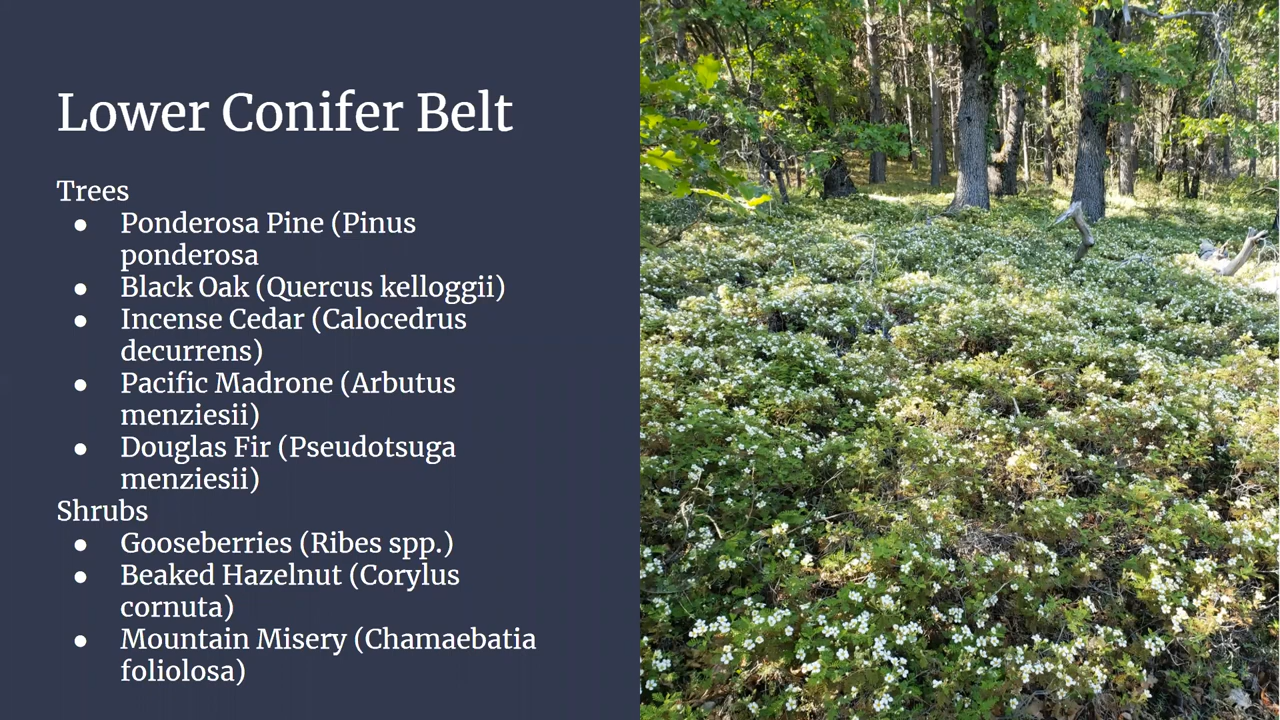 Lower Conifer Belt
Trees
● Ponderosa Pine (Pinus
ponderosa
● Black Oak (Quercus kelloggii)
● Incense Cedar (Calocedrus
decurrens)
● Pacific Madrone (Arbutus
menziesii)
● Douglas Fir (Pseudotsuga
menziesii)
Shrubs
● Gooseberries (Ribes spp.)
● Beaked Hazelnut (Corylus
cornuta)
● Mountain Misery (Chamaebatia
foliolosa)